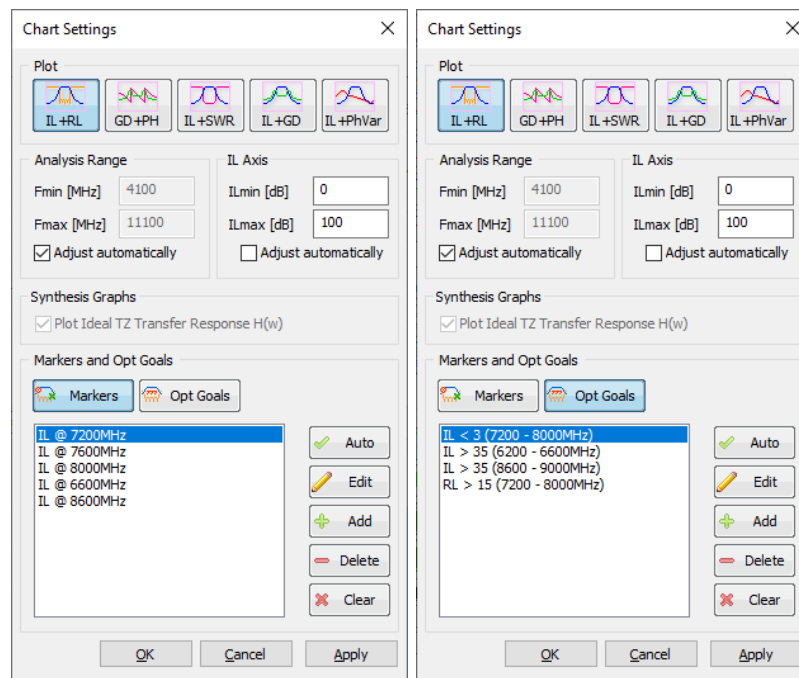 Chart Settings
Plot
IL+RL GD+PH IL+SWR IL+GD IL+PhVar
Analysis Range
Fmin [MHz] 4100
Fmax [MHz] 11100
Adjust automatically
IL Axis
ILmin [dB] 0
ILmax [dB] 100
Adjust automatically
Synthesis Graphs
Plot Ideal TZ Transfer Response H(w)
Markers and Opt Goals
Markers Opt Goals
IL @ 7200MHz
IL @ 7600MHz
IL @ 8000MHz
IL @ 6600MHz
IL @ 8600MHz
Auto
Edit
Add
Delete
Clear
OK Cancel Apply
Chart Settings
Plot
IL+RL GD+PH IL+SWR IL+GD IL+PhVar
Analysis Range
Fmin [MHz] 4100
Fmax [MHz] 11100
Adjust automatically
IL Axis
ILmin [dB] 0
ILmax [dB] 100
Adjust automatically
Synthesis Graphs
Plot Ideal TZ Transfer Response H(w)
Markers and Opt Goals
Markers Opt Goals
IL < 3 (7200 - 8000MHz)
IL > 35 (6200 - 6600MHz)
IL > 35 (8600 - 9000MHz)
RL > 15 (7200 - 8000MHz)
Auto
Edit
Add
Delete
Clear
OK Cancel Apply